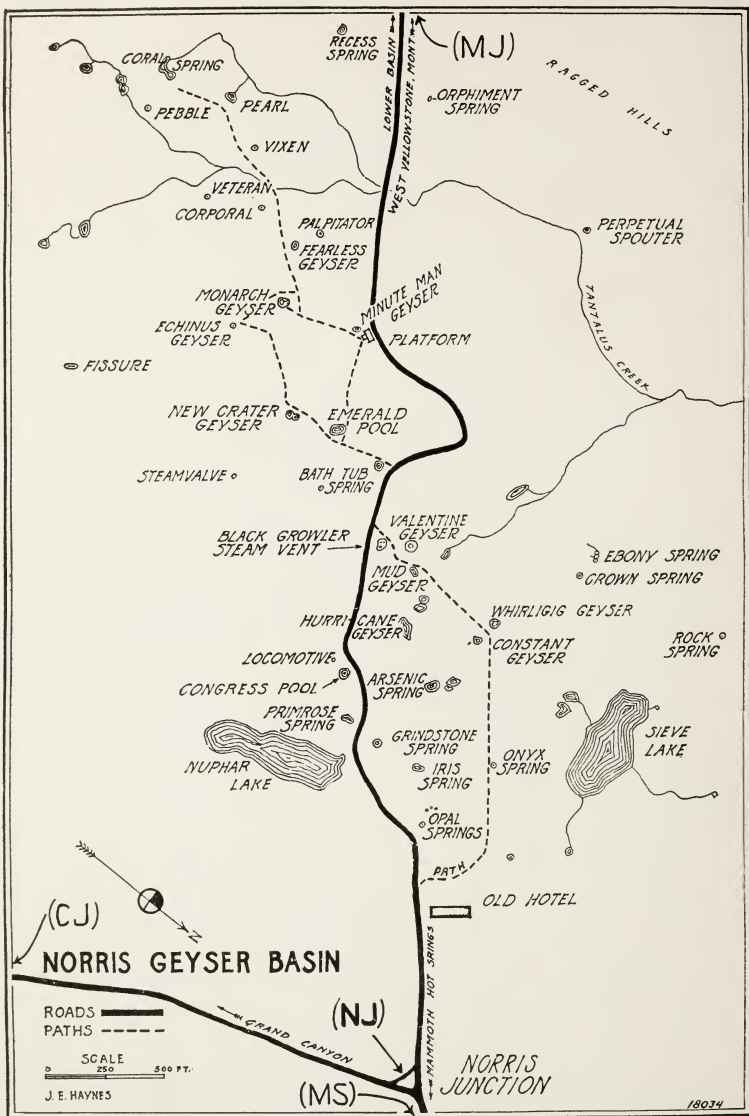 RECESS
SPRING
(MJ)
CORAL
SPRING
LOWER BASIN
WEST YELLOWSTONE, MONT.
RAGGED HILLS
PEBBLE
PEARL
ORPHIMENT
SPRING
VIXEN
VETERAN
CORPORAL
PALPITATOR
FEARLESS
GEYSER
PERPETUAL
SPOUTER
MONARCH
GEYSER
MINUTE MAN
GEYSER
ECHINUS
GEYSER
PLATFORM
TANTALUS CREEK
FISSURE
NEW CRATER
GEYSER
EMERALD
POOL
STEAMVALVE
BATH TUB
SPRING
BLACK GROWLER
STEAM VENT
VALENTINE
GEYSER
MUD
GEYSER
EBONY SPRING
CROWN SPRING
HURRICANE
GEYSER
WHIRLIGIG GEYSER
CONSTANT
GEYSER
ROCK
SPRING
LOCOMOTIVE
CONGRESS POOL
ARSENIC
SPRING
PRIMROSE
SPRING
NUPHAR
LAKE
GRINDSTONE
SPRING
IRIS
SPRING
ONYX
SPRING
SIEVE
LAKE
OPAL
SPRINGS
PATH
OLD HOTEL
N
(CJ)
NORRIS GEYSER BASIN
ROADS
PATHS
GRAND CANYON
(NJ)
MAMMOTH HOT SPRINGS
SCALE
0 250 500 FT.
NORRIS
JUNCTION
J. E. HAYNES
(MS)
18034